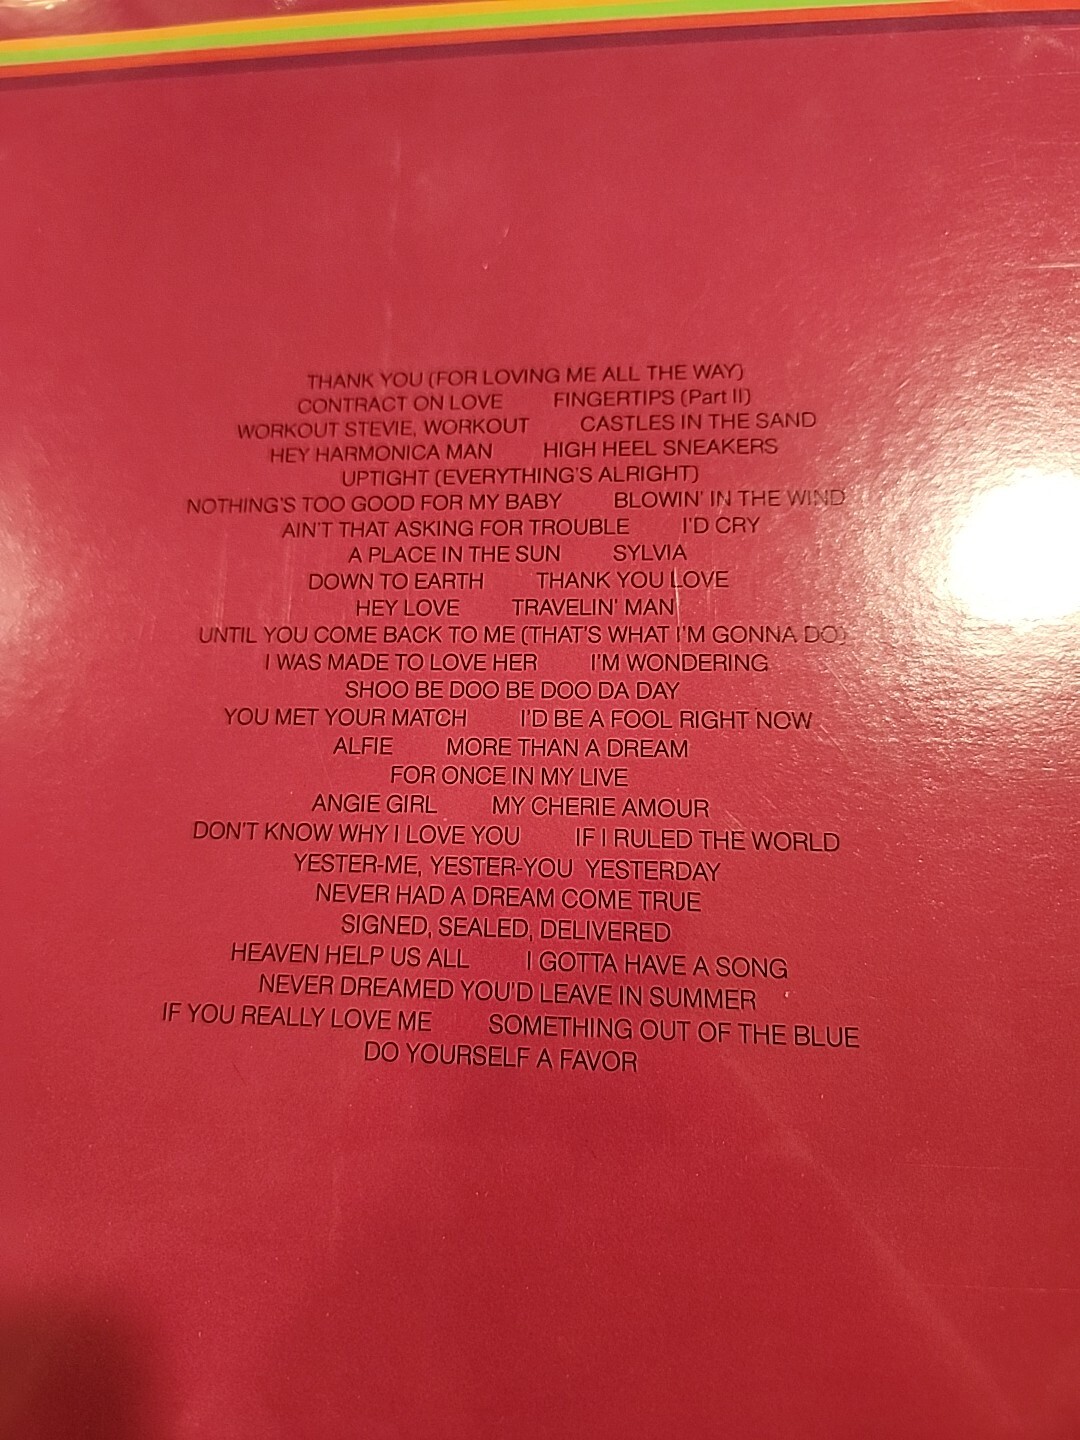 THANK YOU (FOR LOVING ME ALL THE WAY)
CONTRACT ON LOVE FINGERTIPS (Part II)
WORKOUT STEVIE, WORKOUT CASTLES IN THE SAND
HEY HARMONICA MAN HIGH HEEL SNEAKERS
UPTIGHT (EVERYTHING'S ALRIGHT)
NOTHING'S TOO GOOD FOR MY BABY BLOWIN' IN THE WIND
AIN'T THAT ASKING FOR TROUBLE I'D CRY
A PLACE IN THE SUN SYLVIA
DOWN TO EARTH THANK YOU LOVE
HEY LOVE TRAVELIN' MAN
UNTIL YOU COME BACK TO ME (THAT'S WHAT I'M GONNA DO)
I WAS MADE TO LOVE HER I'M WONDERING
SHOO BE DOO BE DOO DA DAY
YOU MET YOUR MATCH I'D BE A FOOL RIGHT NOW
ALFIE MORE THAN A DREAM
FOR ONCE IN MY LIVE
ANGIE GIRL MY CHERIE AMOUR
DON'T KNOW WHY I LOVE YOU IF I RULED THE WORLD
YESTER-ME, YESTER-YOU YESTERDAY
NEVER HAD A DREAM COME TRUE
SIGNED, SEALED, DELIVERED
HEAVEN HELP US ALL I GOTTA HAVE A SONG
NEVER DREAMED YOU'D LEAVE IN SUMMER
IF YOU REALLY LOVE ME SOMETHING OUT OF THE BLUE
DO YOURSELF A FAVOR